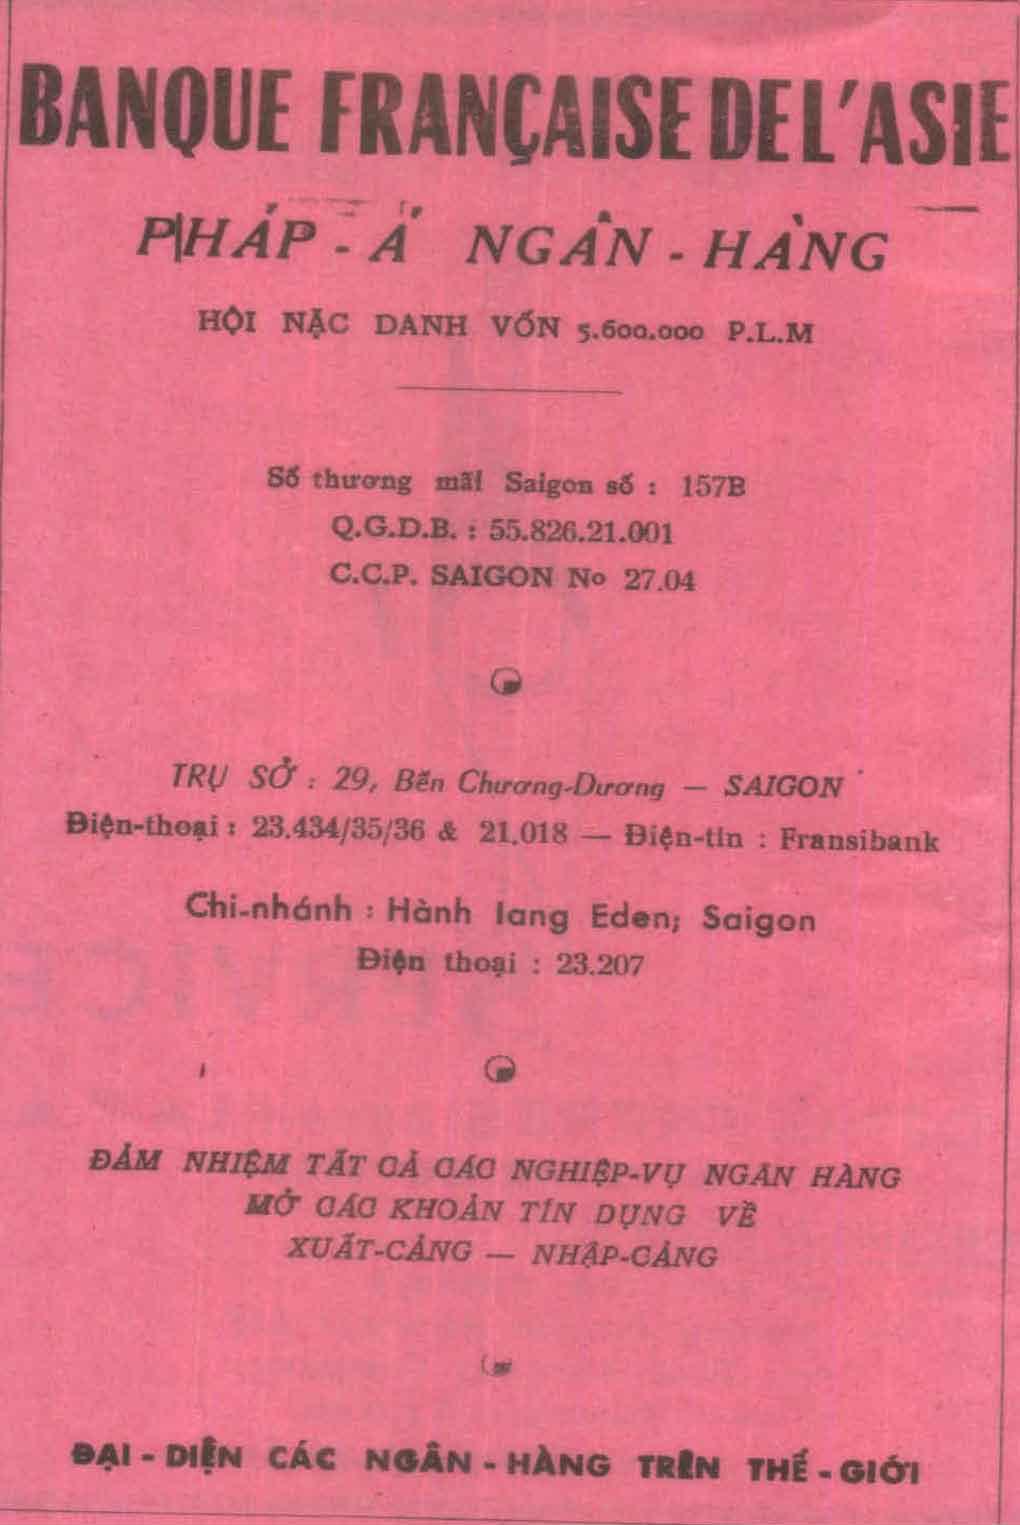 BANQUE FRANÇAISE DE L'ASIE
PHÁP - Á NGÂN - HÀNG
HỘI NẶC DANH VỐN 5.600.000 P.L.M
Số thương mãi Saigon số : 157B
Q.G.D.B. : 55.826.21.001
C.C.P. SAIGON No 27.04
TRỤ SỞ : 29, Bến Chương-Dương — SAIGON
Điện-thoại : 23.434/35/36 & 21.018 — Điện-tín : Fransibank
Chi-nhánh : Hành lang Eden; Saigon
Điện thoại : 23.207
ĐẢM NHIỆM TẤT CẢ CÁC NGHIỆP-VỤ NGÂN HÀNG
MỞ CÁC KHOẢN TÍN DỤNG VỀ
XUẤT-CẢNG — NHẬP-CẢNG
ĐẠI - DIỆN CÁC NGÂN - HÀNG TRÊN THẾ - GIỚI